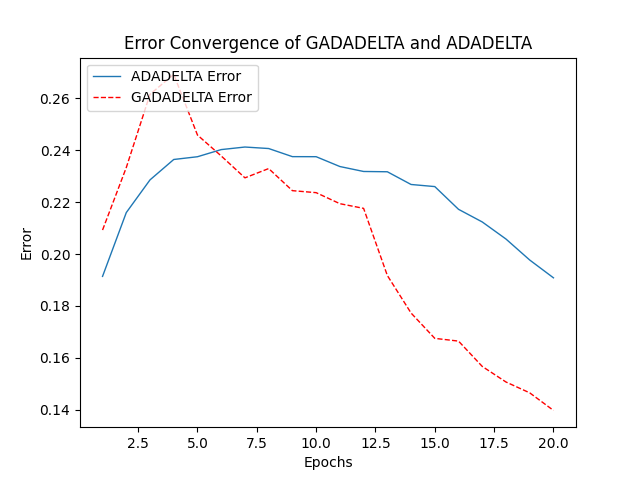 Error Convergence of GADADELTA and ADADELTA
ADADELTA Error
GADADELTA Error
Error
0.26
0.24
0.22
0.20
0.18
0.16
0.14
2.5 5.0 7.5 10.0 12.5 15.0 17.5 20.0
Epochs